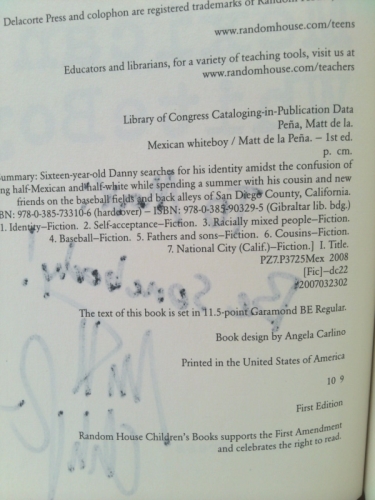 Delacorte Press and colophon are registered trademarks of Random
www.randomhouse.com/teens
Educators and librarians, for a variety of teaching tools, visit us at
www.randomhouse.com/teachers
Library of Congress Cataloging-in-Publication Data
Peña, Matt de la.
Mexican whiteboy / Matt de la Peña. – 1st ed.
p. cm.
ummary: Sixteen-year-old Danny searches for his identity amidst the confusion of
ng half-Mexican and half-white while spending a summer with his cousin and new
friends on the baseball fields and back alleys of San Diego County, California.
BN: 978-0-385-73310-6 (hardcover) – ISBN: 978-0-385-90329-5 (Gibraltar lib. bdg.)
1. Identity–Fiction. 2. Self-acceptance–Fiction. 3. Racially mixed people–Fiction.
4. Baseball–Fiction. 5. Fathers and sons–Fiction. 6. Cousins–Fiction.
7. National City (Calif.)–Fiction.] I. Title.
PZ7.P3725Mex 2008
[Fic]–dc22
2007032302
The text of this book is set in 11.5-point Garamond BE Regular.
Book design by Angela Carlino
Printed in the United States of America
10 9
First Edition
Random House Children's Books supports the First Amendment
and celebrates the right to read.